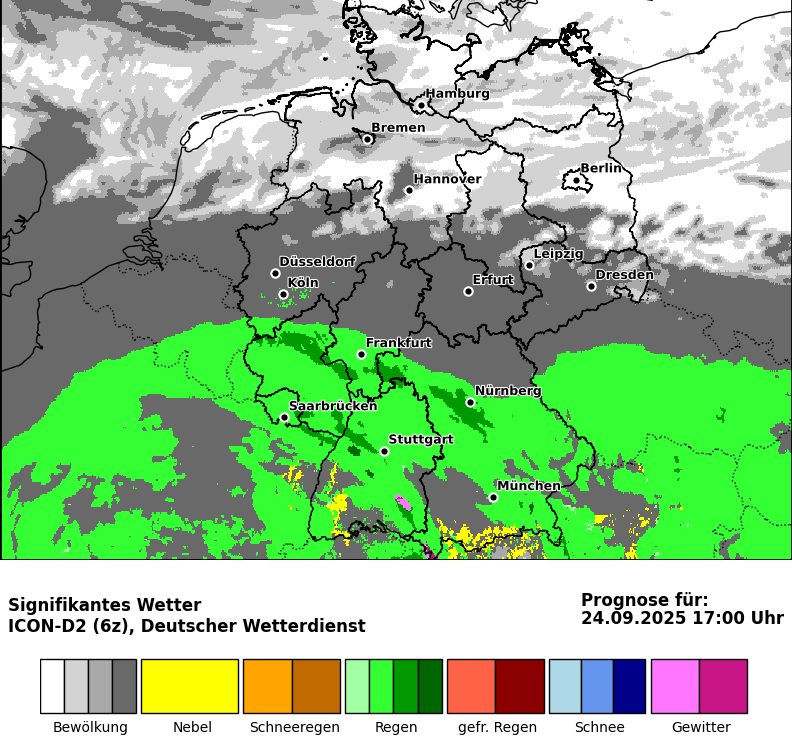 Hamburg
Bremen
Berlin
Hannover
Leipzig
Düsseldorf
Dresden
Köln
Erfurt
Frankfurt
Nürnberg
Saarbrücken
Stuttgart
München
Signifikantes Wetter
ICON-D2 (6z), Deutscher Wetterdienst
Prognose für:
24.09.2025 17:00 Uhr
Bewölkung Nebel Schneeregen Regen gefr. Regen Schnee Gewitter